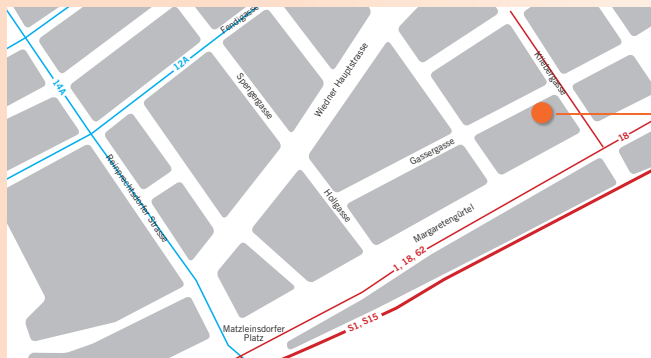 Fendigasse
14A
12A
Spengergasse
Wiedner Hauptstrasse
Kliebergasse
18
Gassergasse
Reinprechtsdorfer Strasse
Hollgasse
Margaretengürtel
1, 18, 62
S1, S15
Matzleinsdorfer
Platz